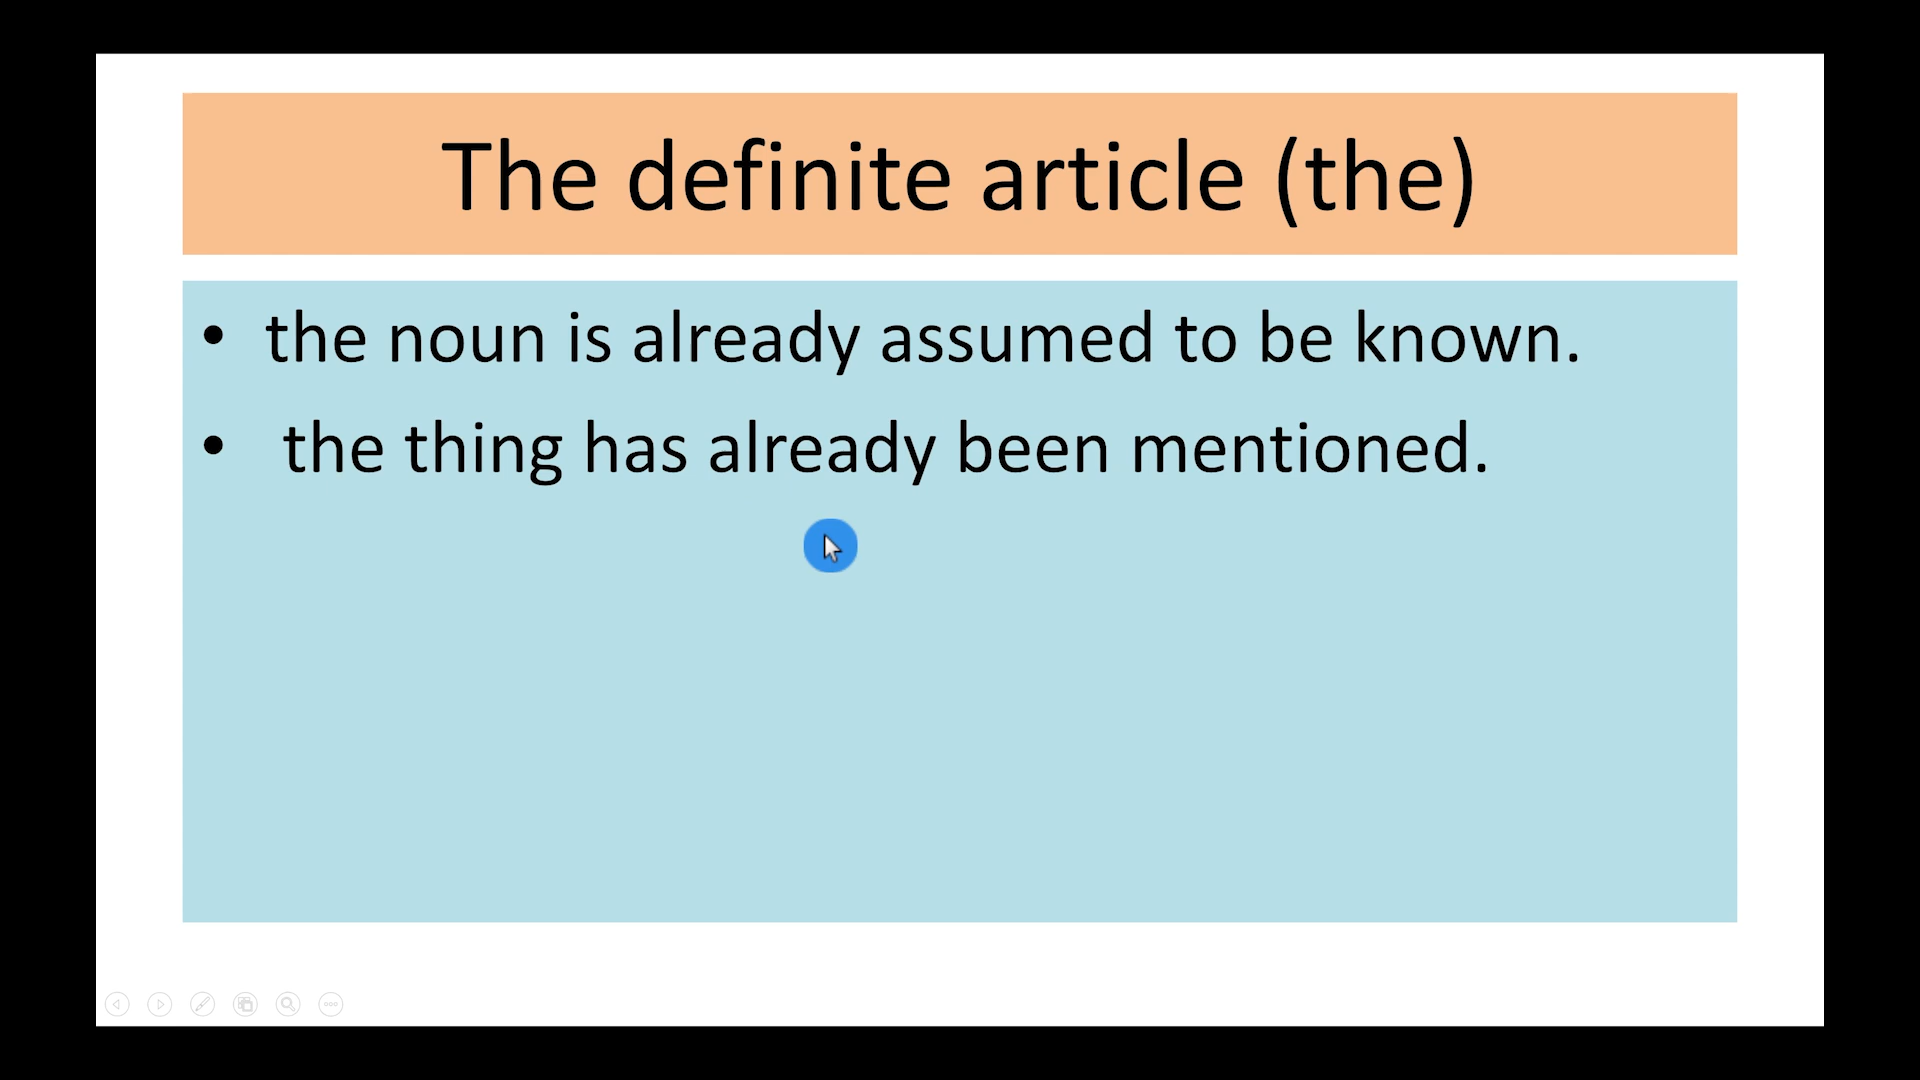 The definite article (the)
• the noun is already assumed to be known.
• the thing has already been mentioned.